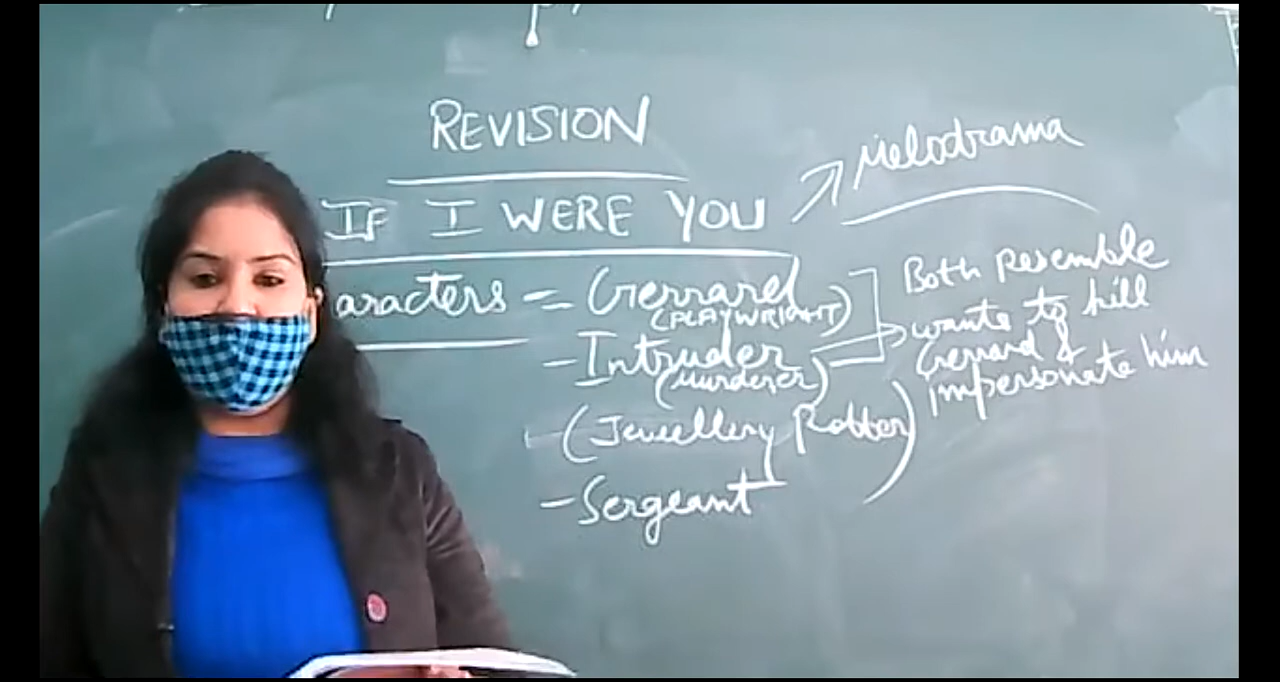 REVISION
IF I WERE YOU → Melodrama
aracters = Gerrard
(PLAYWRIGHT)
- Intruder
(Murderer)
(Jewellery Robber)
- Sergeant
Both resemble
wants to kill
Gerrard &
impersonate him